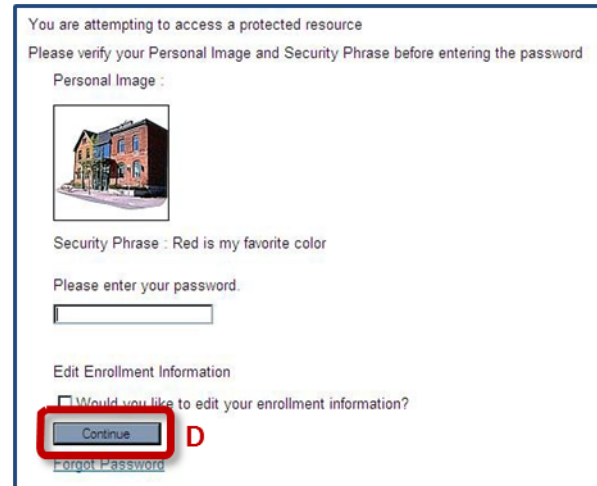 You are attempting to access a protected resource
Please verify your Personal Image and Security Phrase before entering the password
Personal Image :
Security Phrase : Red is my favorite color
Please enter your password.
Edit Enrollment Information
Would you like to edit your enrollment information?
Continue D
Forgot Password